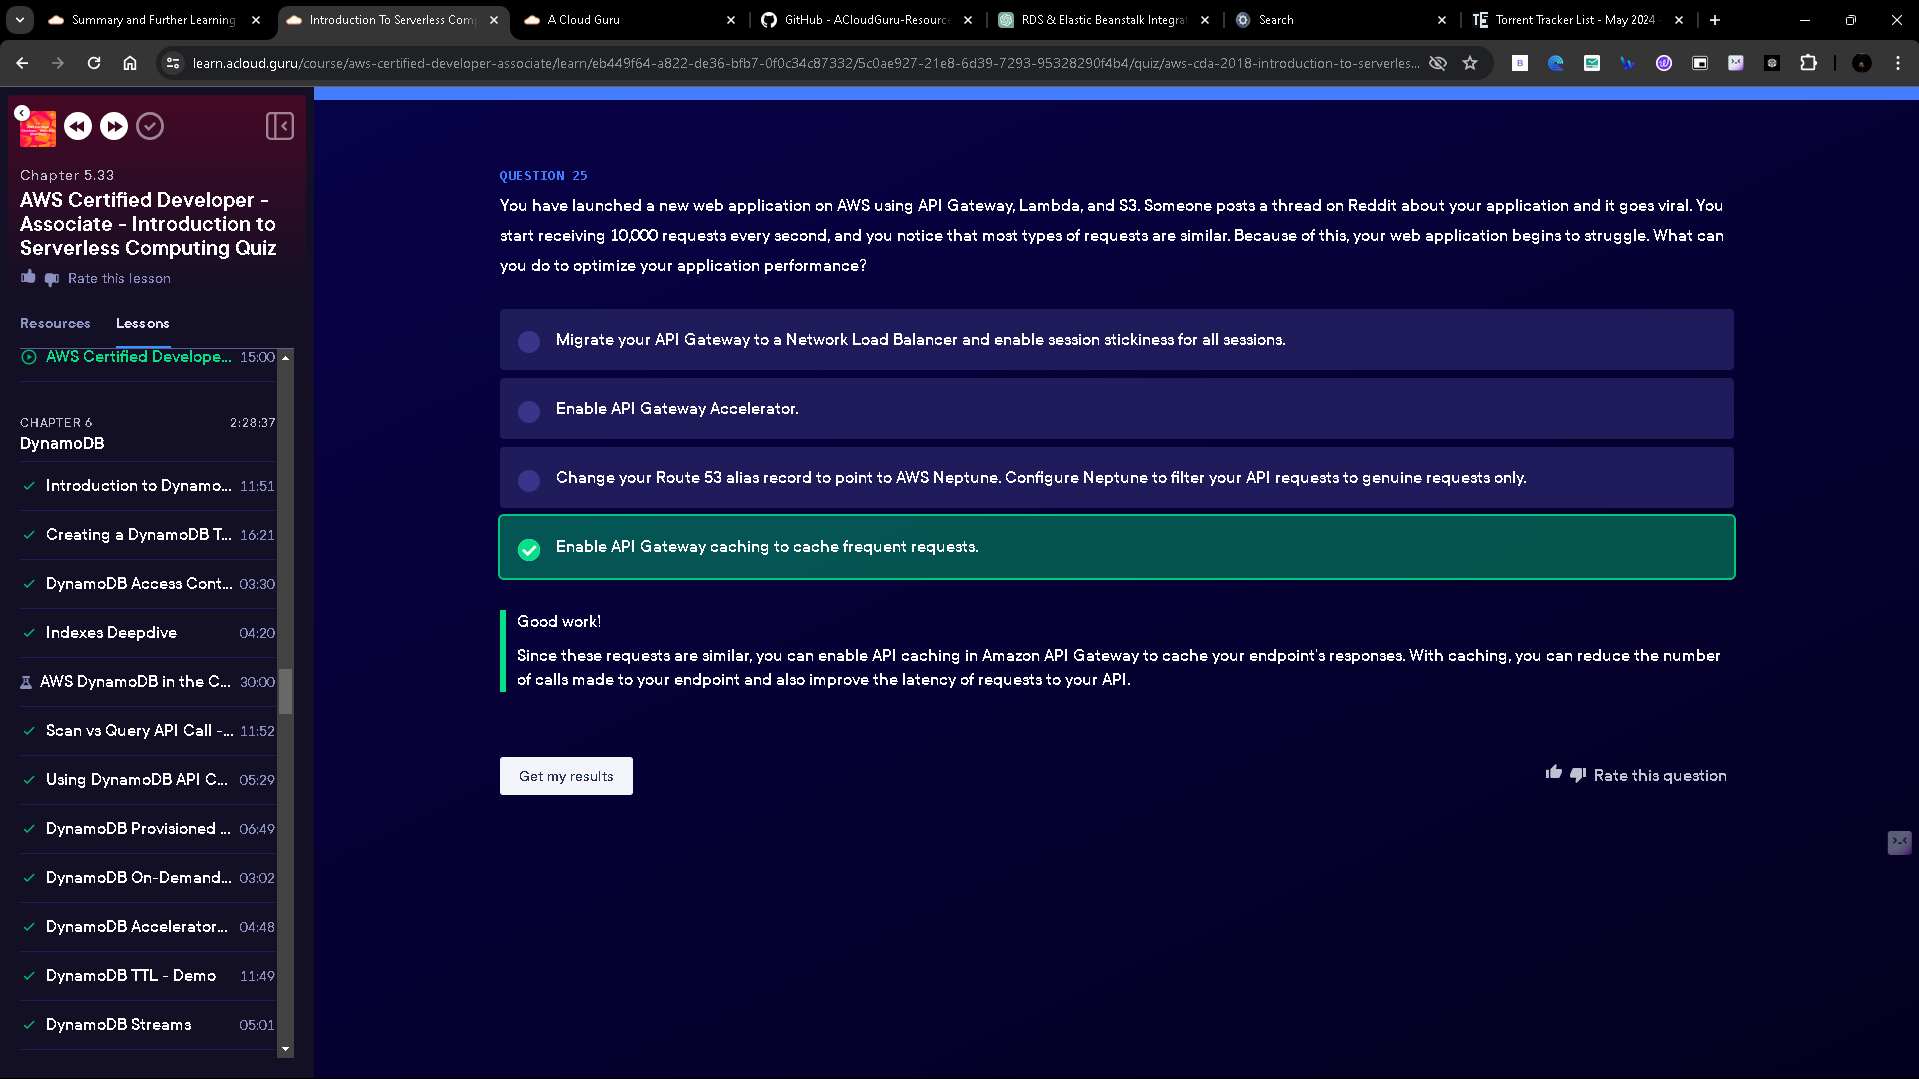 Summary and Further Learning
Introduction To Serverless Comp
A Cloud Guru
GitHub - ACloudGuru-Resource
RDS & Elastic Beanstalk Integrat
Search
Torrent Tracker List - May 2024 -
learn.acloud.guru/course/aws-certified-developer-associate/learn/eb449f64-a822-de36-bfb7-0f0c34c87332/5c0ae927-21e8-6d39-7293-95328290f4b4/quiz/aws-cda-2018-introduction-to-serverles...
Chapter 5.33
AWS Certified Developer -
Associate - Introduction to
Serverless Computing Quiz
Rate this lesson
Resources Lessons
AWS Certified Develope... 15:00
CHAPTER 6 2:28:37
DynamoDB
Introduction to Dynamo... 11:51
Creating a DynamoDB T... 16:21
DynamoDB Access Cont... 03:30
Indexes Deepdive 04:20
AWS DynamoDB in the C... 30:00
Scan vs Query API Call -... 11:52
Using DynamoDB API C... 05:29
DynamoDB Provisioned ... 06:49
DynamoDB On-Demand... 03:02
DynamoDB Accelerator... 04:48
DynamoDB TTL - Demo 11:49
DynamoDB Streams 05:01
QUESTION 25
You have launched a new web application on AWS using API Gateway, Lambda, and S3. Someone posts a thread on Reddit about your application and it goes viral. You
start receiving 10,000 requests every second, and you notice that most types of requests are similar. Because of this, your web application begins to struggle. What can
you do to optimize your application performance?
Migrate your API Gateway to a Network Load Balancer and enable session stickiness for all sessions.
Enable API Gateway Accelerator.
Change your Route 53 alias record to point to AWS Neptune. Configure Neptune to filter your API requests to genuine requests only.
Enable API Gateway caching to cache frequent requests.
Good work!
Since these requests are similar, you can enable API caching in Amazon API Gateway to cache your endpoint's responses. With caching, you can reduce the number
of calls made to your endpoint and also improve the latency of requests to your API.
Get my results
Rate this question